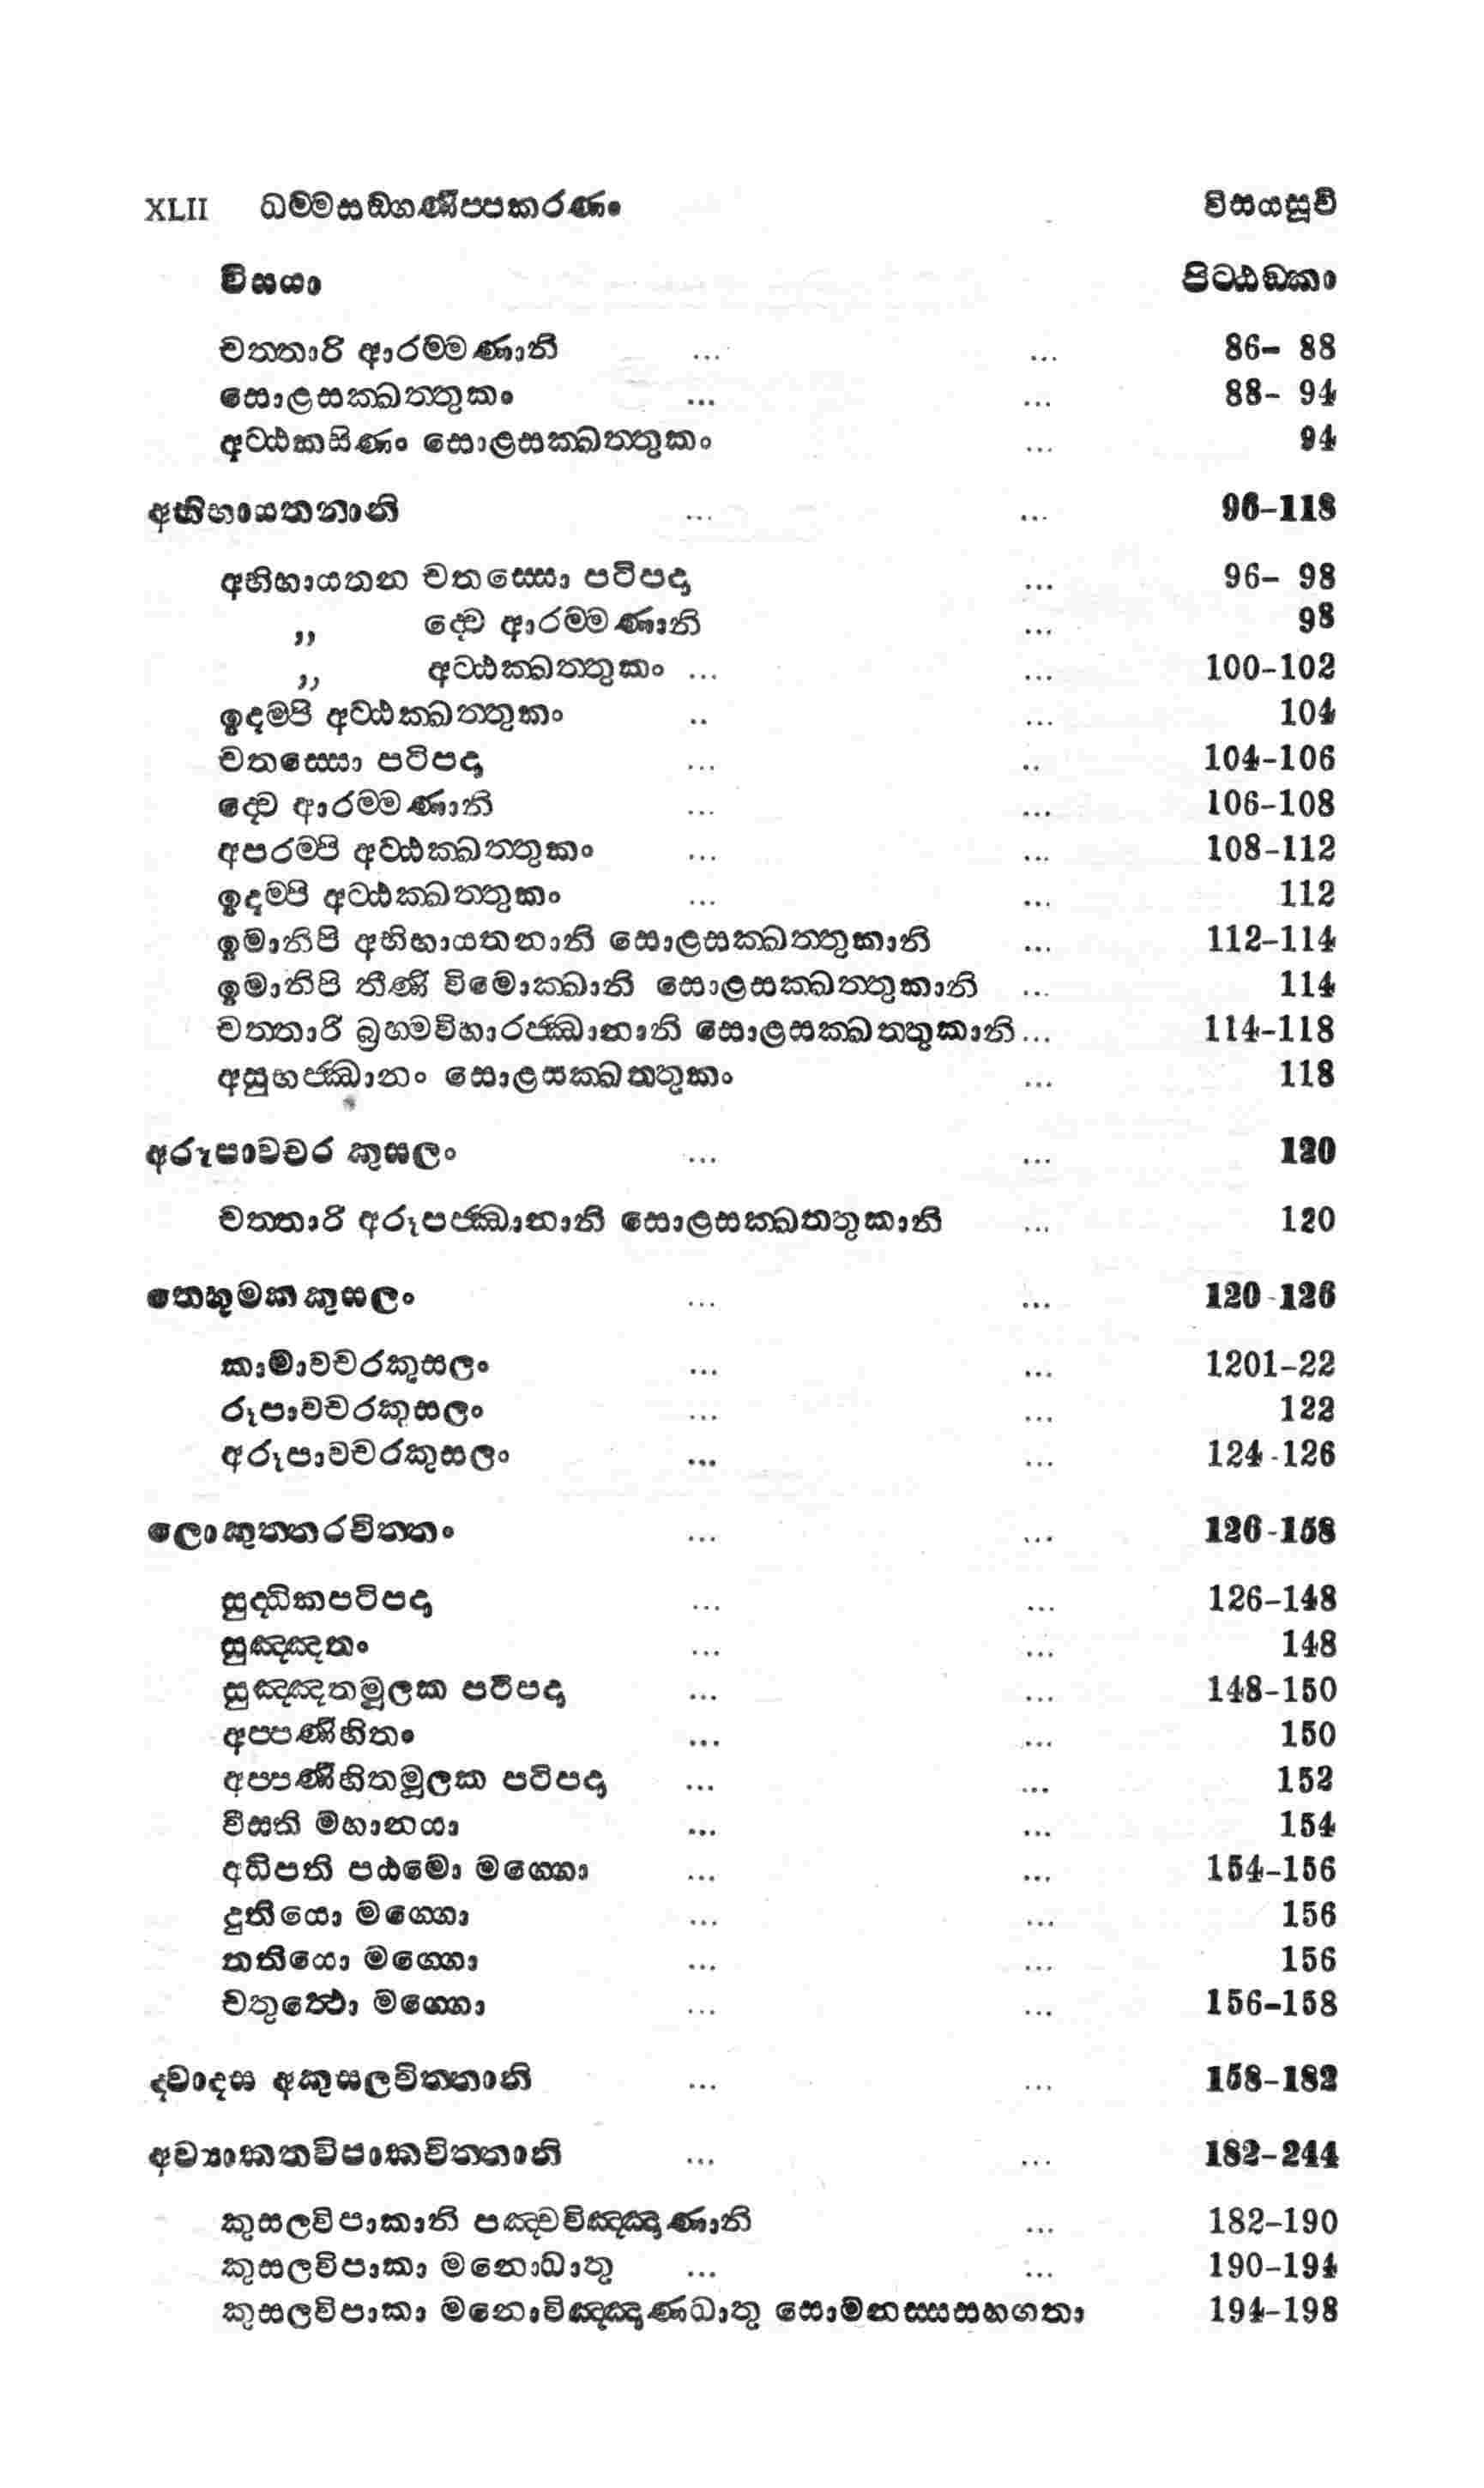 XLII ධම්මසඞ්ගණිප්පකරණං විසයසූචි
විසයා පිට්ඨඞ්කා
චත්තාරි ආරම්මණානි ... ... 86– 88
සොළසක්ඛත්තුකං ... ... 88– 94
අට්ඨකසිණං සොළසක්ඛත්තුකං ... 94
අභිභායතනානි ... ... 96–118
අභිභායතන චතස්සො පටිපදා ... 96– 98
,, ද්වෙ ආරම්මණානි ... 98
,, අට්ඨක්ඛත්තුකං ... ... 100–102
ඉදම්පි අට්ඨක්ඛත්තුකං .. ... 104
චතස්සො පටිපදා ... .. 104–106
ද්වෙ ආරම්මණානි ... ... 106–108
අපරම්පි අට්ඨක්ඛත්තුකං ... ... 108–112
ඉදම්පි අට්ඨක්ඛත්තුකං ... ... 112
ඉමානිපි අභිභායතනානි සොළසක්ඛත්තුකානි ... 112–114
ඉමානිපි තීණි විමොක්ඛානි සොළසක්ඛත්තුකානි ... 114
චත්තාරි බ්‍රහ්මවිහාරජ්ඣානානි සොළසක්ඛත්තුකානි... 114–118
අසුභජ්ඣානං සොළසක්ඛත්තුකං ... 118
අරූපාවචර කුසලං ... ... 120
චත්තාරි අරූපජ්ඣානානි සොළසක්ඛත්තුකානි ... 120
තෙභූමකකුසලං ... ... 120-126
කාමාවචරකුසලං ... ... 1201–22
රූපාවචරකුසලං ... ... 122
අරූපාවචරකුසලං ... ... 124-126
ලොකුත්තරචිත්තං ... ... 126-158
සුද්ධිකපටිපදා ... ... 126–148
සුඤ්ඤතං ... ... 148
සුඤ්ඤතමූලක පටිපදා ... ... 148–150
අප්පණිහිතං ... ... 150
අප්පණිහිතමූලක පටිපදා ... ... 152
වීසති මහානයා ... ... 154
අධිපති පඨමො මග්ගො ... ... 154–156
දුතියො මග්ගො ... ... 156
තතියො මග්ගො ... ... 156
චතුත්ථො මග්ගො ... ... 156–158
ද්වාදස අකුසලචිත්තානි ... ... 158–182
අව්‍යාකතවිපාකචිත්තානි ... ... 182–244
කුසලවිපාකානි පඤ්චවිඤ්ඤාණානි ... 182–190
කුසලවිපාකා මනොධාතු ... ... 190–194
කුසලවිපාකා මනොවිඤ්ඤාණධාතු සොමනස්සසහගතා 194–198